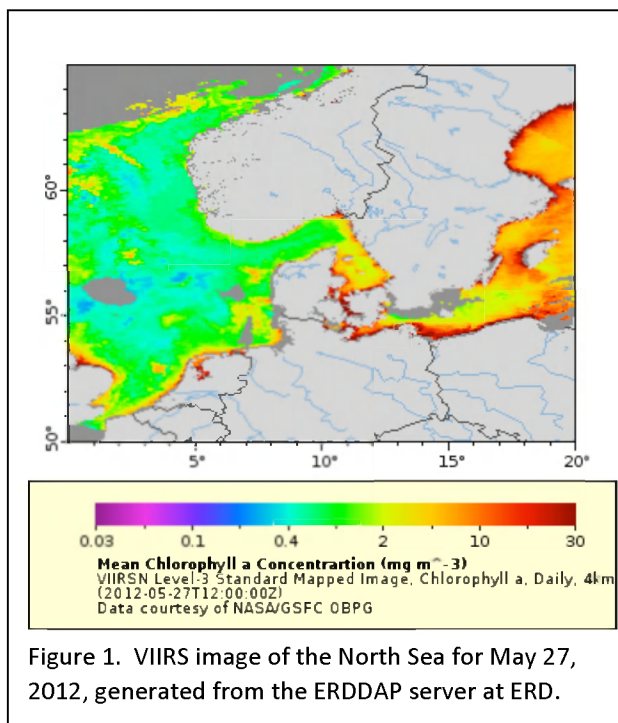 60°
55°
50°
5° 10° 15° 20°
0.03 0.1 0.4 2 10 30
Mean Chlorophyll a Concentrartion (mg m^-3)
VIIRSN Level-3 Standard Mapped Image, Chlorophyll a, Daily, 4km
(2012-05-27T12:00:00Z)
Data courtesy of NASA/GSFC OBPG
Figure 1. VIIRS image of the North Sea for May 27,
2012, generated from the ERDDAP server at ERD.